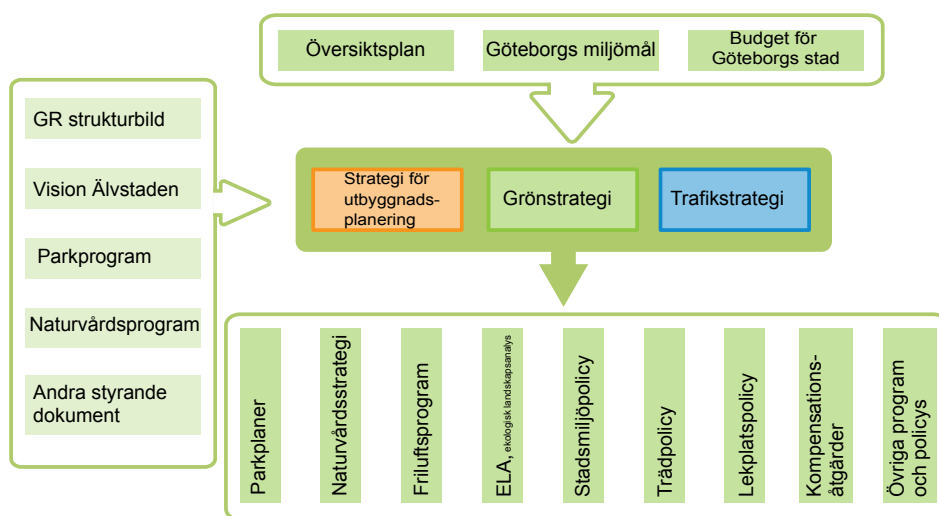 Översiktsplan
Göteborgs miljömål
Budget för
Göteborgs stad
GR strukturbild
Vision Älvstaden
Parkprogram
Naturvårdsprogram
Andra styrande
dokument
Strategi för
utbyggnads-
planering
Grönstrategi
Trafikstrategi
Parkplaner
Naturvårdsstrategi
Friluftsprogram
ELA, ekologisk landskapsanalys
Stadsmiljöpolicy
Trädpolicy
Lekplatspolicy
Kompensations-
åtgärder
Övriga program
och policys